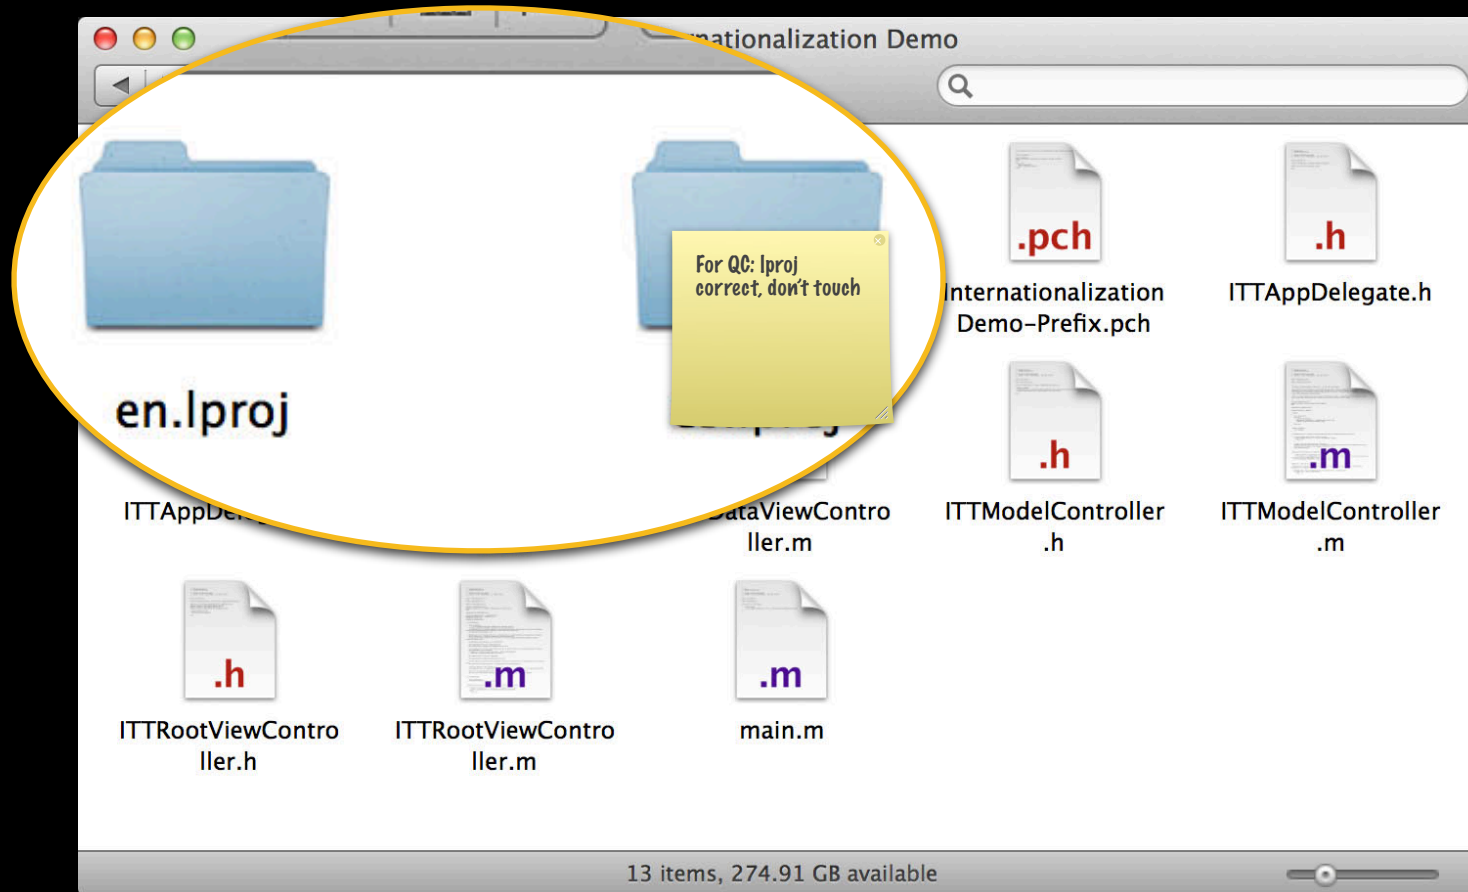 nationalization Demo
en.lproj
For QC: lproj
correct, don't touch
.pch
Internationalization
Demo-Prefix.pch
.h
ITTAppDelegate.h
ITTAppDe
DataViewContro
ller.m
.h
ITTModelController
.h
.m
ITTModelController
.m
.h
ITTRootViewContro
ller.h
.m
ITTRootViewContro
ller.m
.m
main.m
13 items, 274.91 GB available